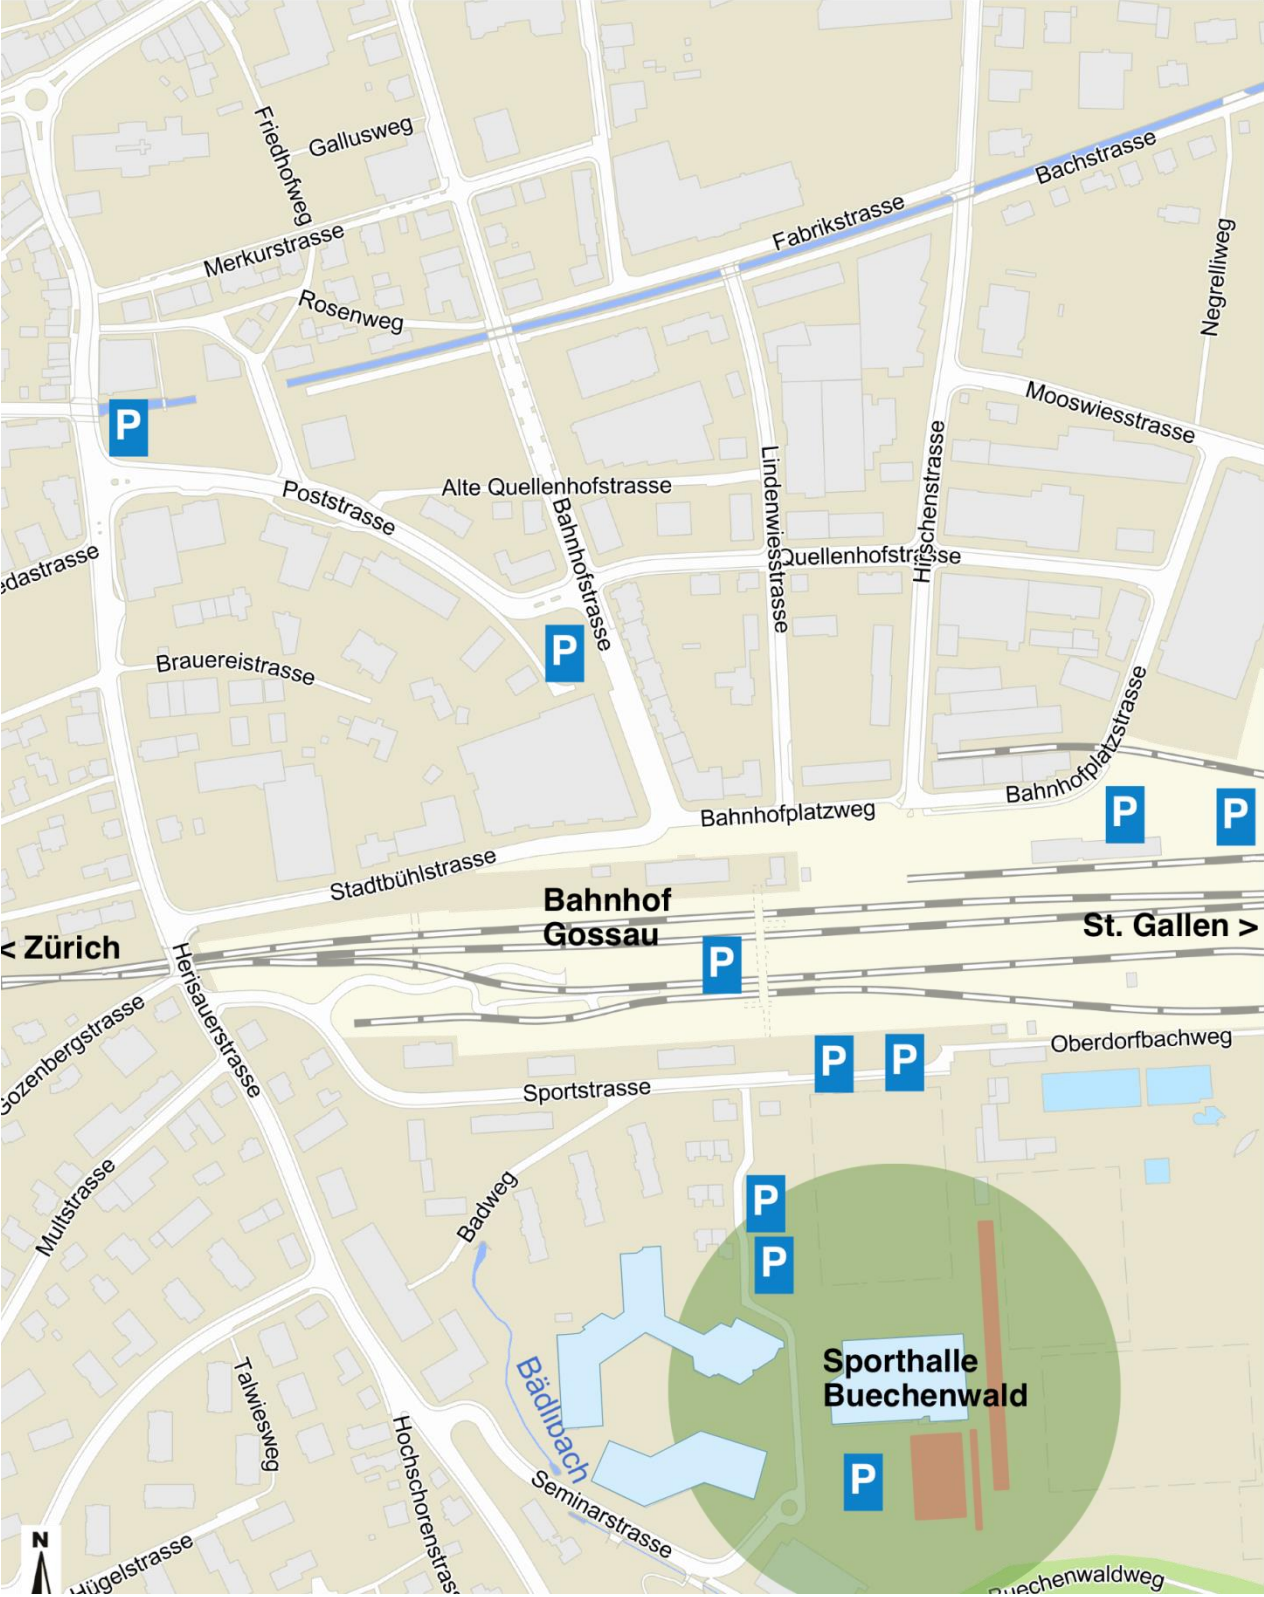 Friedhofweg
Gallusweg
Bachstrasse
Merkurstrasse
Fabrikstrasse
Negrelliweg
Rosenweg
P
Mooswiesstrasse
Alte Quellenhofstrasse
Lindenwiesstrasse
Hirschenstrasse
Poststrasse
Bahnhofstrasse
Quellenhofstrasse
edastrasse
P
Brauereistrasse
Bahnhofplatzstrasse
Bahnhofplatzweg
P
P
Stadtbühlstrasse
Bahnhof
Gossau
St. Gallen >
< Zürich
P
Herisauerstrasse
Gozenbergstrasse
Oberdorfbachweg
P
P
Sportstrasse
Multstrasse
Badweg
P
P
Sporthalle
Buechenwald
Bädlibach
Talwiesweg
Hochschorenstrass
P
Seminarstrasse
N
Hügelstrasse
Buechenwaldweg